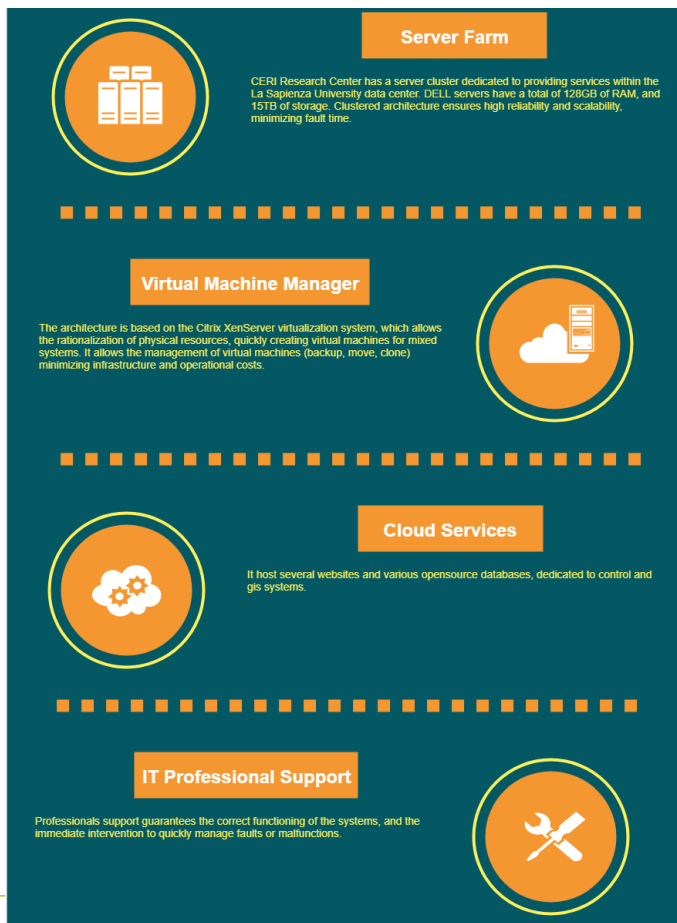 Server Farm
CERI Research Center has a server cluster dedicated to providing services within the
La Sapienza University data center. DELL servers have a total of 128GB of RAM, and
15TB of storage. Clustered architecture ensures high reliability and scalability,
minimizing fault time.
Virtual Machine Manager
The architecture is based on the Citrix XenServer virtualization system, which allows
the rationalization of physical resources, quickly creating virtual machines for mixed
systems. It allows the management of virtual machines (backup, move, clone)
minimizing infrastructure and operational costs.
Cloud Services
It host several websites and various opensource databases, dedicated to control and
gis systems.
IT Professional Support
Professionals support guarantees the correct functioning of the systems, and the
immediate intervention to quickly manage faults or malfunctions.